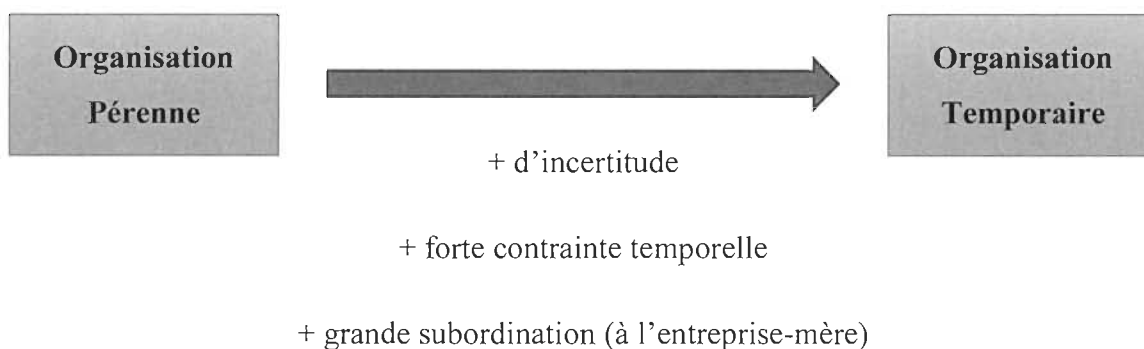 Organisation
Pérenne
Organisation
Temporaire
+ d’incertitude
+ forte contrainte temporelle
+ grande subordination (à l’entreprise-mère)